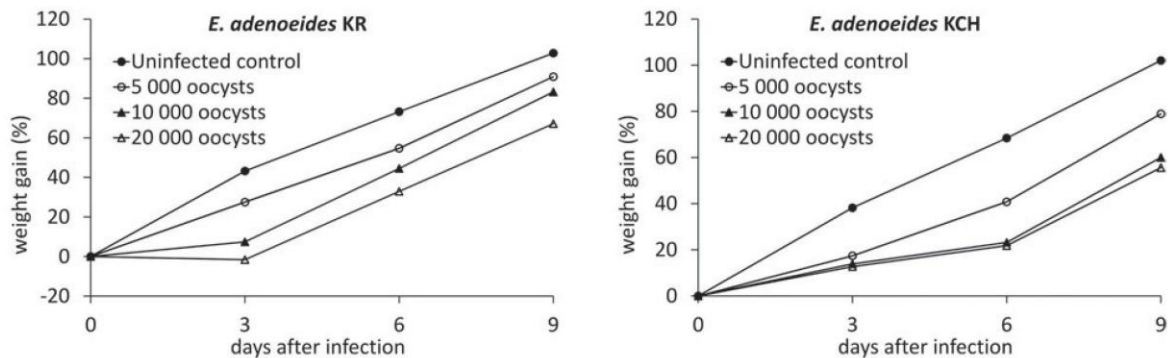 E. adenoeides KR
120
100
80
60
40
20
0
-20
weight gain (%)
Uninfected control
5 000 oocysts
10 000 oocysts
20 000 oocysts
0 3 6 9
days after infection
E. adenoeides KCH
120
100
80
60
40
20
0
weight gain (%)
Uninfected control
5 000 oocysts
10 000 oocysts
20 000 oocysts
0 3 6 9
days after infection